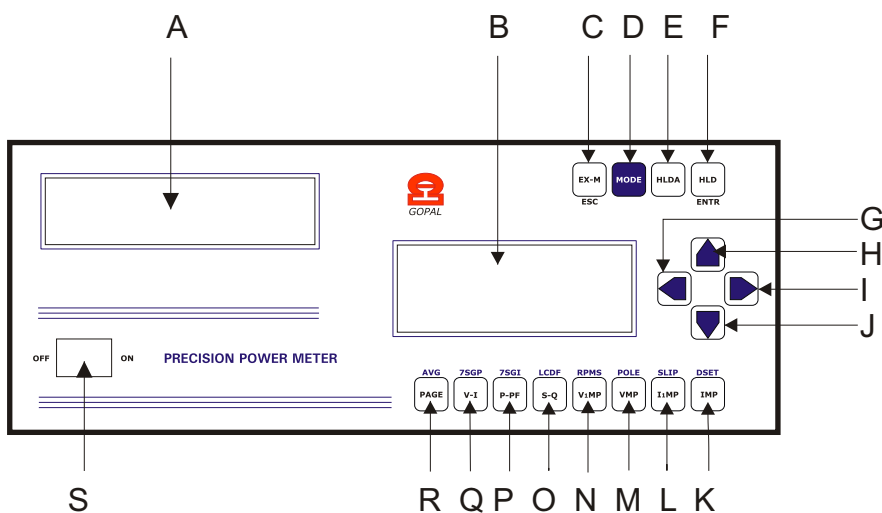 A B C D E F
EX-M MODE HLDA HLD
ESC ENTR
GOPAL
G
H
I
J
OFF ON PRECISION POWER METER
AVG 7SGP 7SGI LCDF RPMS POLE SLIP DSET
PAGE V-I P-PF S-Q V1MP VMP I1MP IMP
S R Q P O N M L K